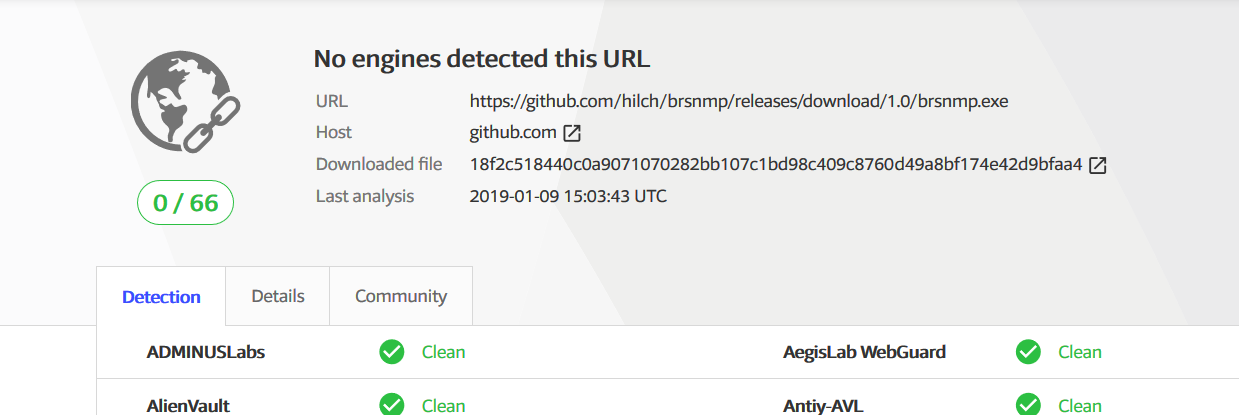 No engines detected this URL
URL https://github.com/hilch/brsnmp/releases/download/1.0/brsnmp.exe
Host github.com
Downloaded file 18f2c518440c0a9071070282bb107c1bd98c409c8760d49a8bf174e42d9bfaa4
Last analysis 2019-01-09 15:03:43 UTC
0 / 66
Detection Details Community
ADMINUSLabs Clean AegisLab WebGuard Clean
AlienVault Clean Antiy-AVL Clean